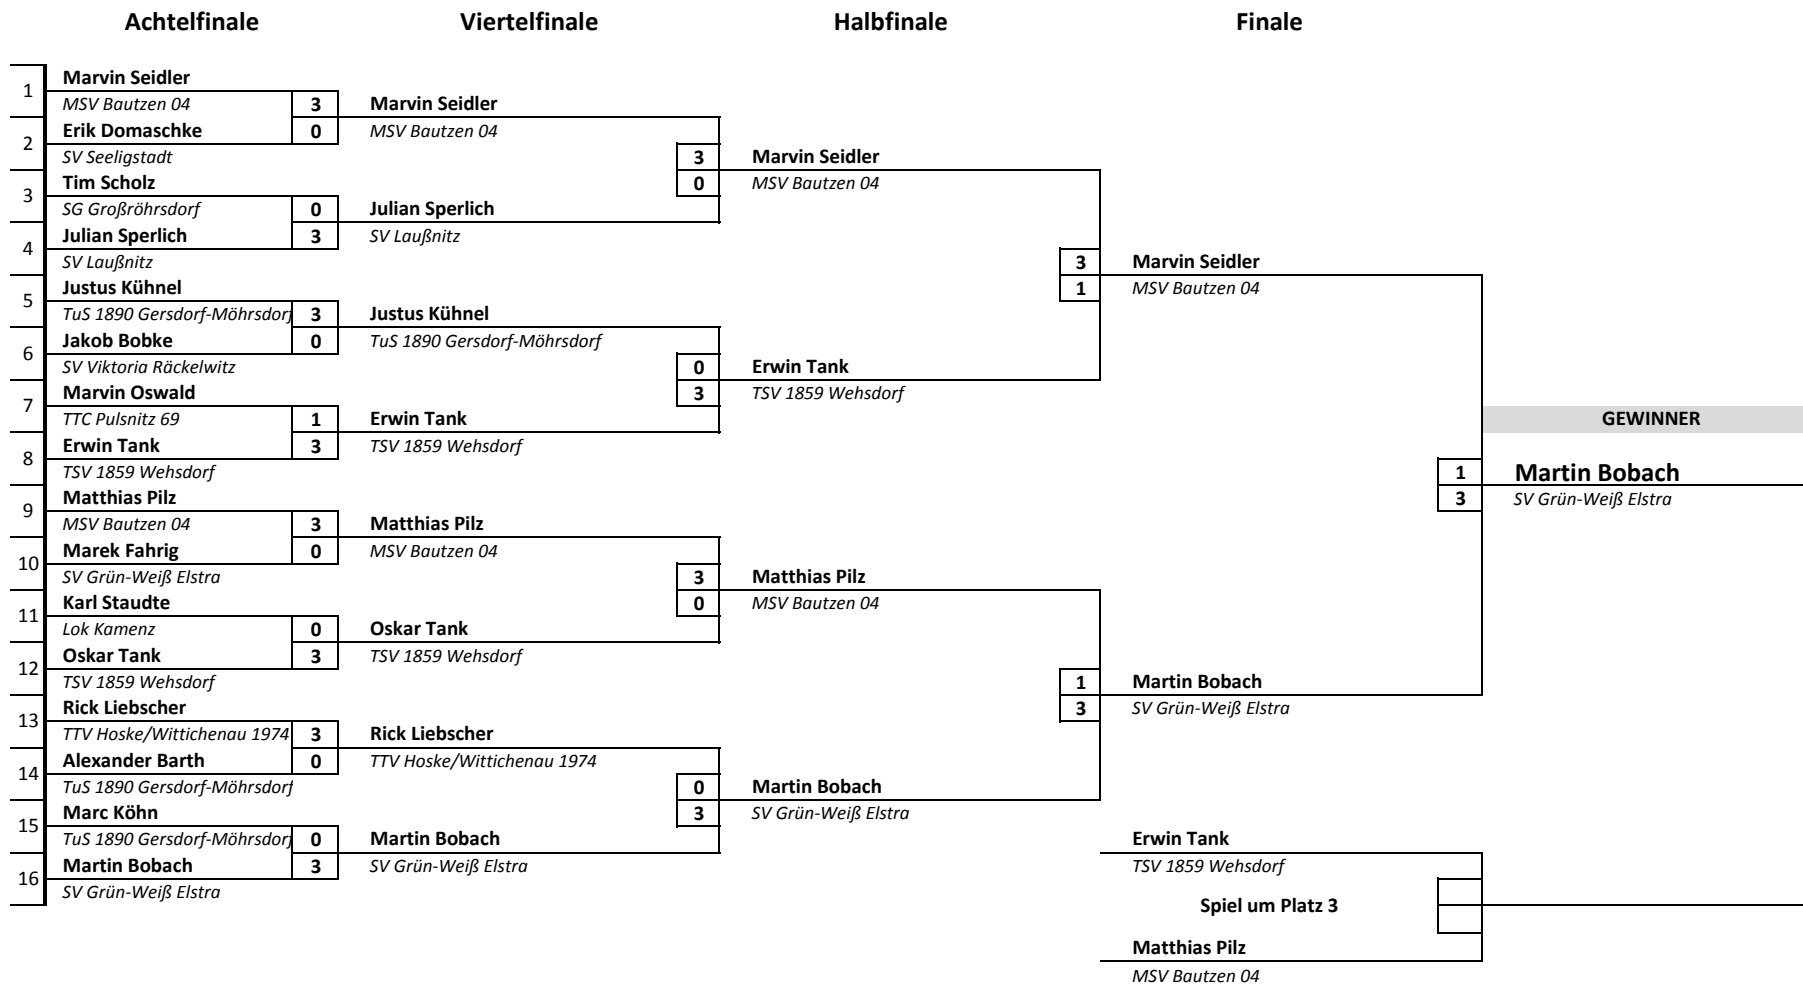 Achtelfinale Viertelfinale Halbfinale Finale
Marvin Seidler
1
MSV Bautzen 04 3 Marvin Seidler
Erik Domaschke 0 MSV Bautzen 04
2
SV Seeligstadt 3 Marvin Seidler
Tim Scholz 0 MSV Bautzen 04
3
SG Großröhrsdorf 0 Julian Sperlich
Julian Sperlich 3 SV Laußnitz
4
SV Laußnitz 3 Marvin Seidler
Justus Kühnel 1 MSV Bautzen 04
5
TuS 1890 Gersdorf-Möhrsdorf 3 Justus Kühnel
Jakob Bobke 0 TuS 1890 Gersdorf-Möhrsdorf
6
SV Viktoria Räckelwitz 0 Erwin Tank
Marvin Oswald 3 TSV 1859 Wehsdorf
7
TTC Pulsnitz 69 1 Erwin Tank GEWINNER
Erwin Tank 3 TSV 1859 Wehsdorf
8
TSV 1859 Wehsdorf 1 Martin Bobach
Matthias Pilz 3 SV Grün-Weiß Elstra
9
MSV Bautzen 04 3 Matthias Pilz
Marek Fahrig 0 MSV Bautzen 04
10
SV Grün-Weiß Elstra 3 Matthias Pilz
Karl Staudte 0 MSV Bautzen 04
11
Lok Kamenz 0 Oskar Tank
Oskar Tank 3 TSV 1859 Wehsdorf
12
TSV 1859 Wehsdorf 1 Martin Bobach
Rick Liebscher 3 SV Grün-Weiß Elstra
13
TTV Hoske/Wittichenau 1974 3 Rick Liebscher
Alexander Barth 0 TTV Hoske/Wittichenau 1974
14
TuS 1890 Gersdorf-Möhrsdorf 0 Martin Bobach
Marc Köhn 3 SV Grün-Weiß Elstra
15
TuS 1890 Gersdorf-Möhrsdorf 0 Martin Bobach Erwin Tank
Martin Bobach 3 SV Grün-Weiß Elstra TSV 1859 Wehsdorf
16
SV Grün-Weiß Elstra
Spiel um Platz 3
Matthias Pilz
MSV Bautzen 04